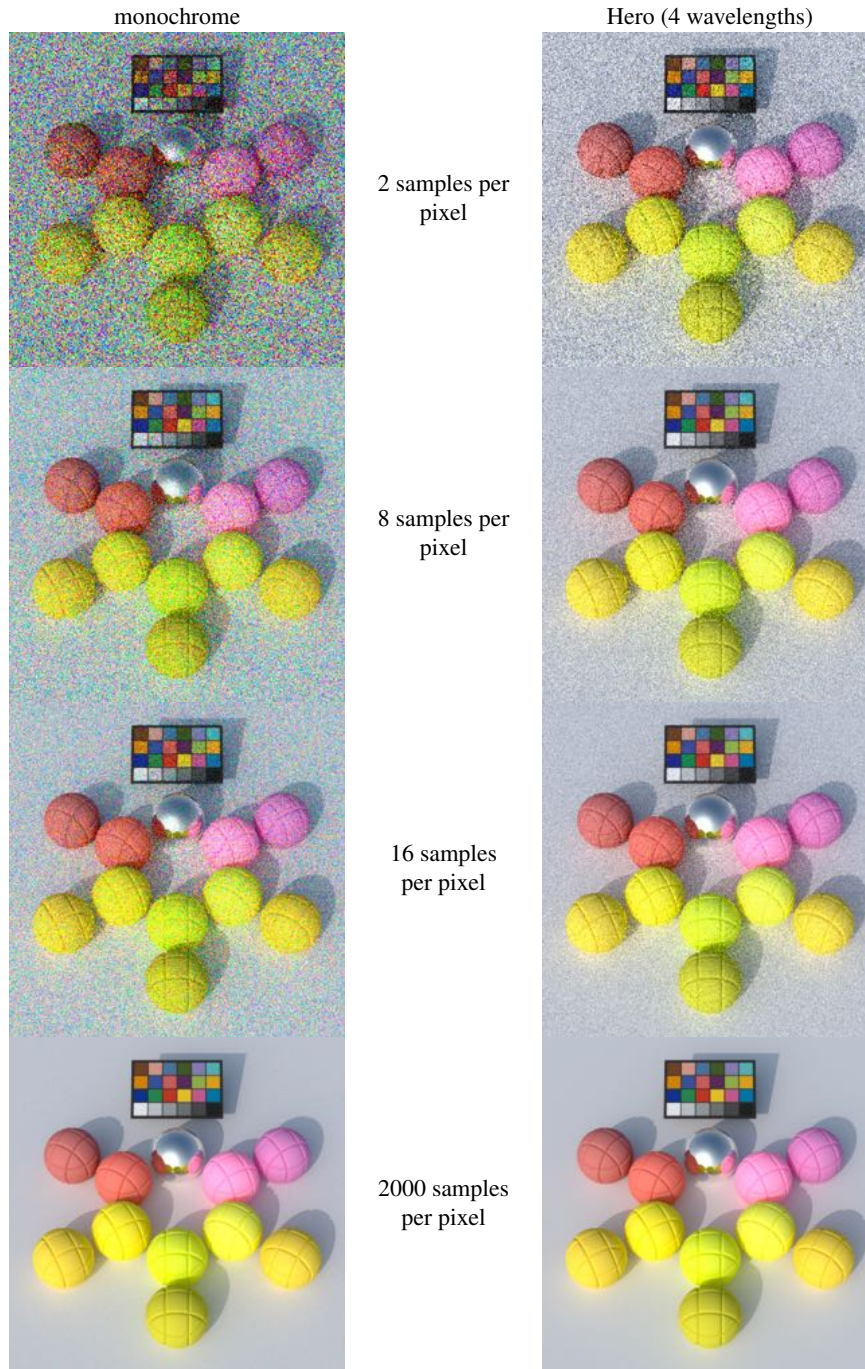 monochrome
Hero (4 wavelengths)
2 samples per
pixel
8 samples per
pixel
16 samples
per pixel
2000 samples
per pixel